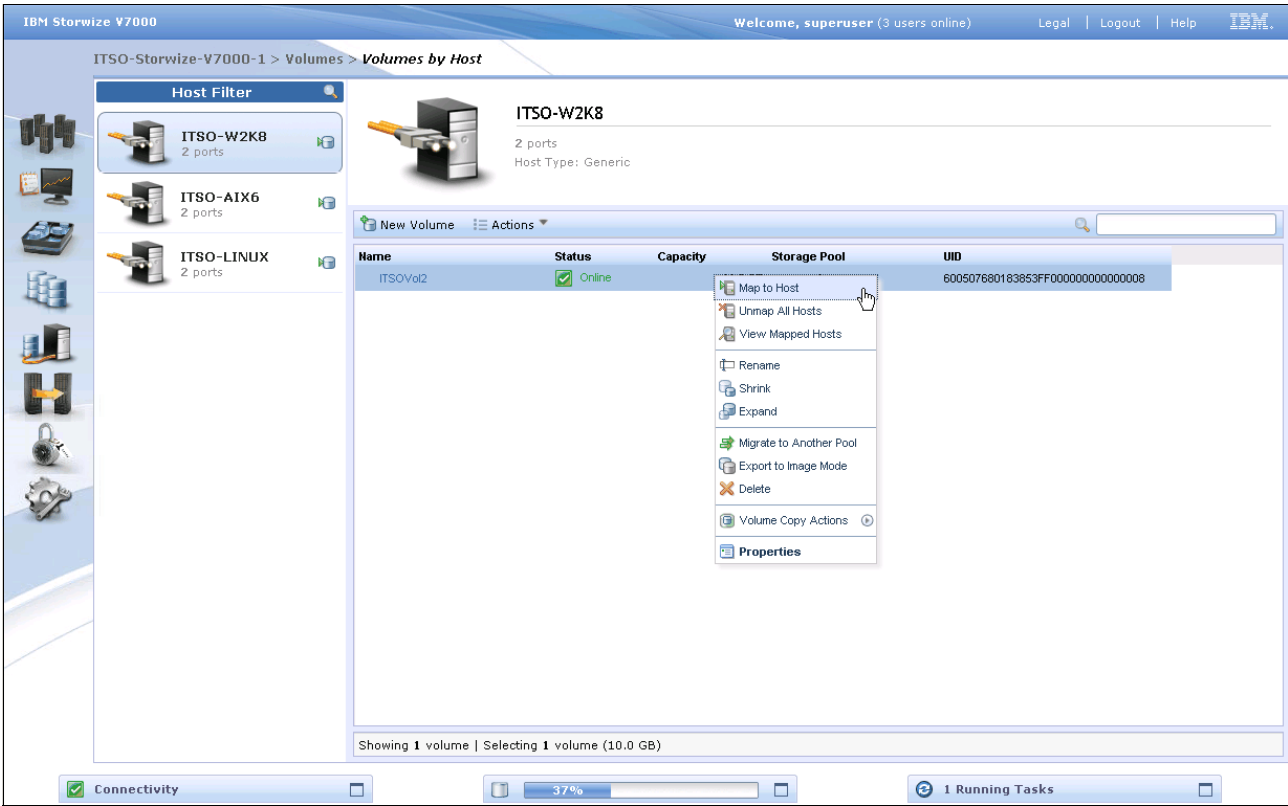 IBM Storwize V7000 Welcome, superuser (3 users online) Legal | Logout | Help IBM.
ITSO-Storwize-V7000-1 > Volumes > Volumes by Host
Host Filter
ITSO-W2K8
2 ports
ITSO-AIX6
2 ports
ITSO-LINUX
2 ports
ITSO-W2K8
2 ports
Host Type: Generic
New Volume Actions
Name Status Capacity Storage Pool UID
ITSOVol2 Online 600507680183853FF000000000000008
Map to Host
Unmap All Hosts
View Mapped Hosts
Rename
Shrink
Expand
Migrate to Another Pool
Export to Image Mode
Delete
Volume Copy Actions
Properties
Showing 1 volume | Selecting 1 volume (10.0 GB)
Connectivity 37% 1 Running Tasks